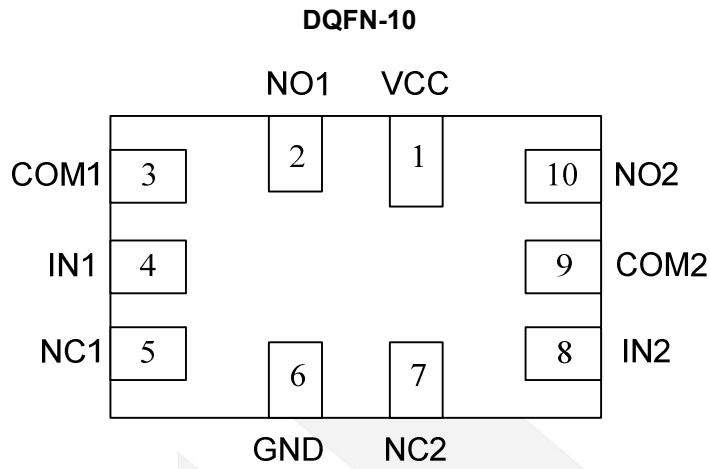 DQFN-10
NO1 VCC
2 1
COM1 3 10 NO2
IN1 4 9 COM2
NC1 5 8 IN2
6 7
GND NC2